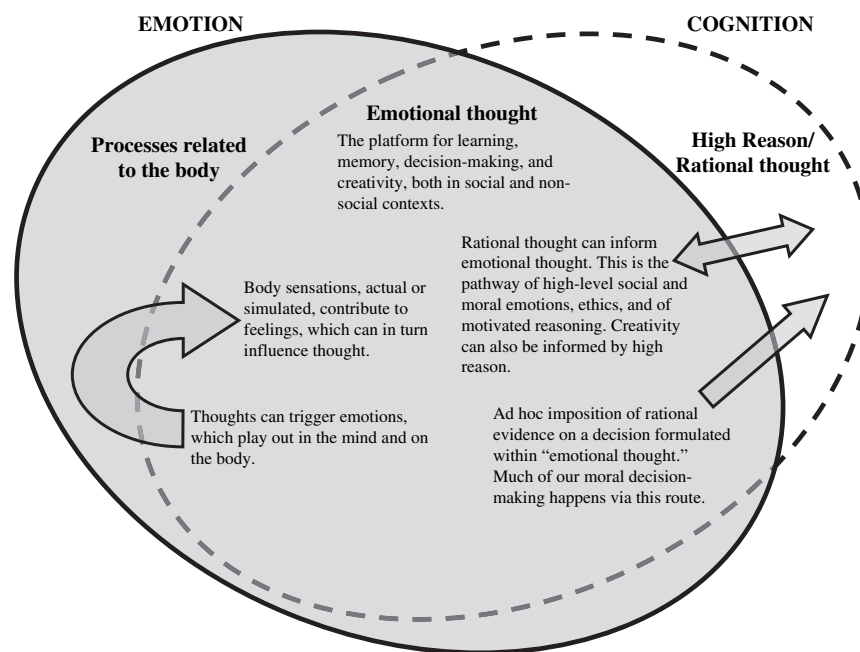 EMOTION
COGNITION
Emotional thought
The platform for learning,
memory, decision-making, and
creativity, both in social and non-
social contexts.
Processes related
to the body
High Reason/
Rational thought
Rational thought can inform
emotional thought. This is the
pathway of high-level social and
moral emotions, ethics, and of
motivated reasoning. Creativity
can also be informed by high
reason.
Body sensations, actual or
simulated, contribute to
feelings, which can in turn
influence thought.
Thoughts can trigger emotions,
which play out in the mind and on
the body.
Ad hoc imposition of rational
evidence on a decision formulated
within “emotional thought.”
Much of our moral decision-
making happens via this route.